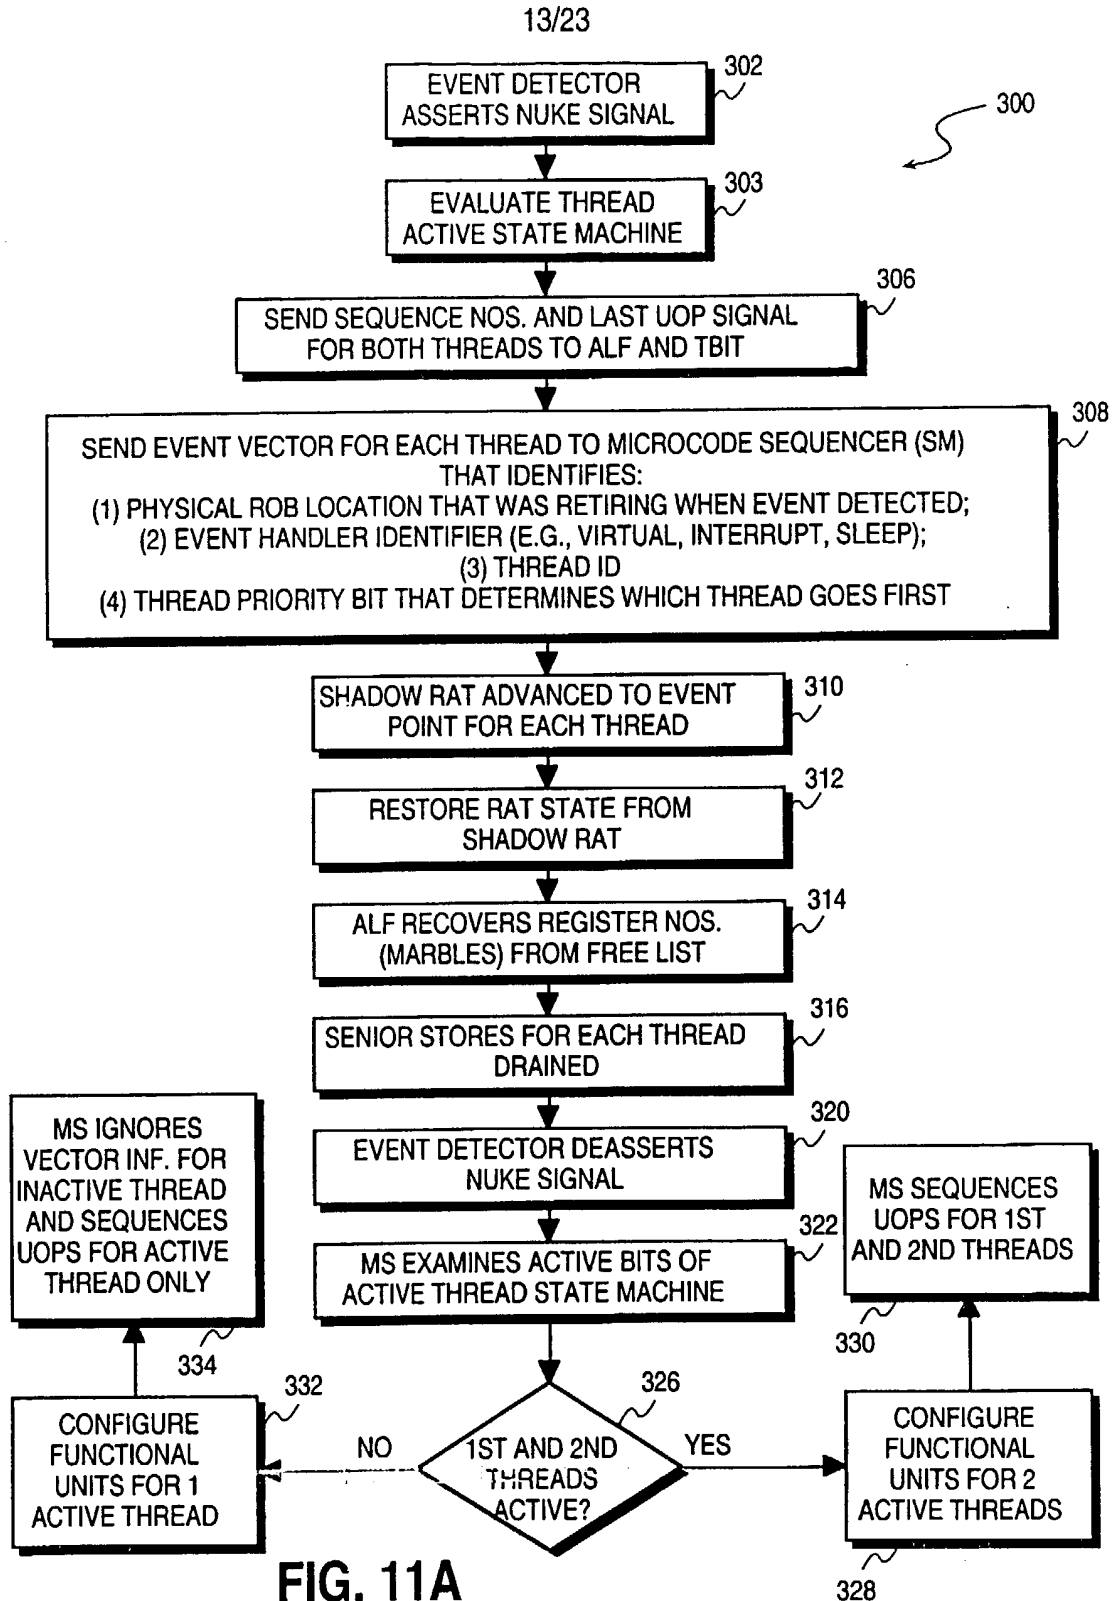 13/23
EVENT DETECTOR
ASSERTS NUKE SIGNAL
302
300
EVALUATE THREAD
ACTIVE STATE MACHINE
303
SEND SEQUENCE NOS. AND LAST UOP SIGNAL
FOR BOTH THREADS TO ALF AND TBIT
306
SEND EVENT VECTOR FOR EACH THREAD TO MICROCODE SEQUENCER (SM)
THAT IDENTIFIES:
(1) PHYSICAL ROB LOCATION THAT WAS RETIRING WHEN EVENT DETECTED;
(2) EVENT HANDLER IDENTIFIER (E.G., VIRTUAL, INTERRUPT, SLEEP);
(3) THREAD ID
(4) THREAD PRIORITY BIT THAT DETERMINES WHICH THREAD GOES FIRST
308
SHADOW RAT ADVANCED TO EVENT
POINT FOR EACH THREAD
310
RESTORE RAT STATE FROM
SHADOW RAT
312
ALF RECOVERS REGISTER NOS.
(MARBLES) FROM FREE LIST
314
SENIOR STORES FOR EACH THREAD
DRAINED
316
EVENT DETECTOR DEASSERTS
NUKE SIGNAL
320
MS EXAMINES ACTIVE BITS OF
ACTIVE THREAD STATE MACHINE
322
1ST AND 2ND
THREADS
ACTIVE?
326
NO
YES
CONFIGURE
FUNCTIONAL
UNITS FOR 1
ACTIVE THREAD
332
MS IGNORES
VECTOR INF. FOR
INACTIVE THREAD
AND SEQUENCES
UOPS FOR ACTIVE
THREAD ONLY
334
CONFIGURE
FUNCTIONAL
UNITS FOR 2
ACTIVE THREADS
328
MS SEQUENCES
UOPS FOR 1ST
AND 2ND THREADS
330
FIG. 11A